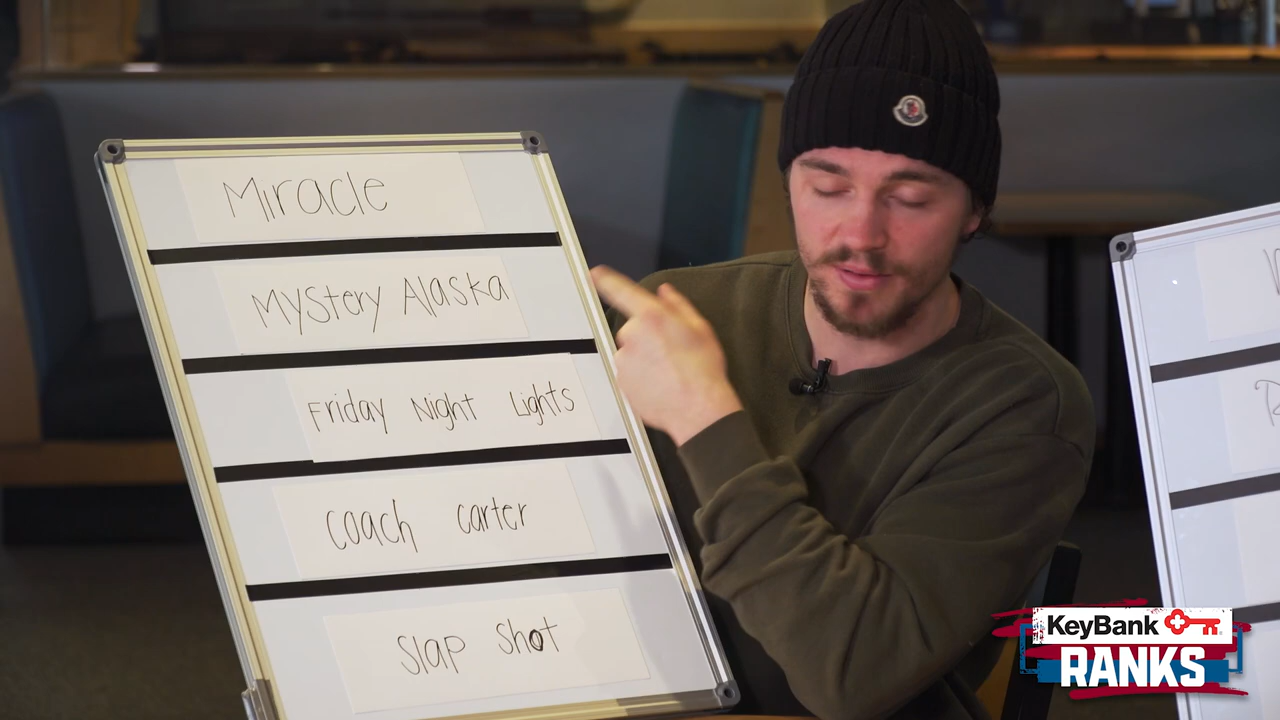 Miracle
Mystery Alaska
Friday Night Lights
coach carter
Slap Shot
KeyBank
RANKS